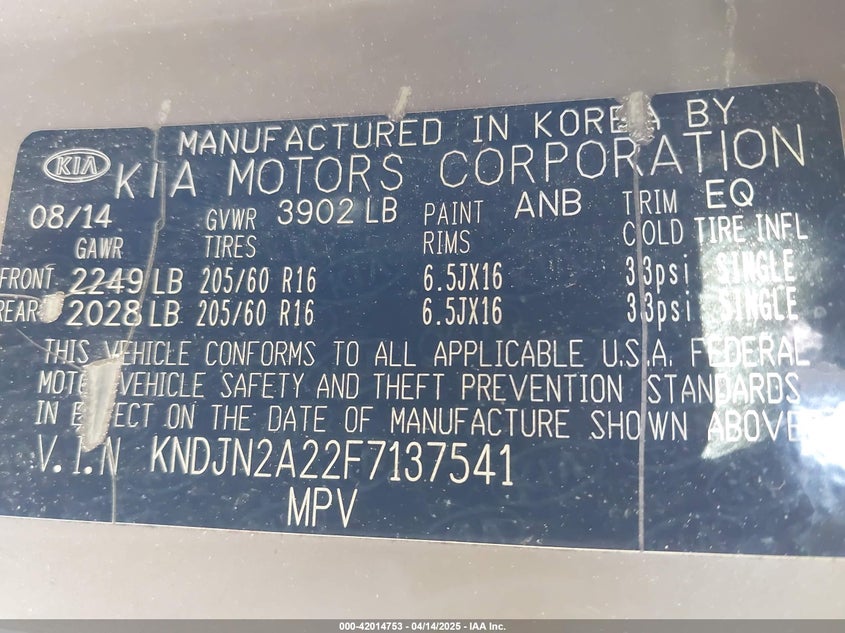 MANUFACTURED IN KOREA BY
KIA KIA MOTORS CORPORATION
08/14 GVWR 3902 LB PAINT ANB TRIM EQ
GAWR TIRES RIMS COLD TIRE INFL
FRONT 2249 LB 205/60 R16 6.5JX16 33psi SINGLE
REAR 2028 LB 205/60 R16 6.5JX16 33psi SINGLE
THIS VEHICLE CONFORMS TO ALL APPLICABLE U.S.A. FEDERAL
MOTOR VEHICLE SAFETY AND THEFT PREVENTION STANDARDS
IN EFFECT ON THE DATE OF MANUFACTURE SHOWN ABOVE
V.I.N KNDJN2A22F7137541
MPV
000-42014753 - 04/14/2025 - IAA Inc.